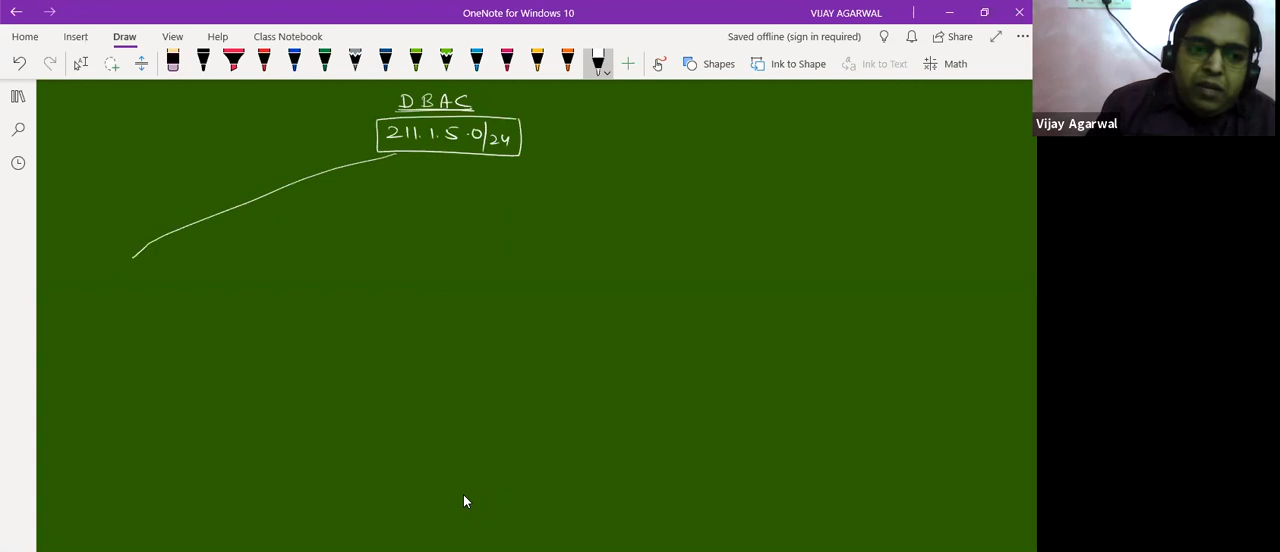 OneNote for Windows 10
VIJAY AGARWAL
Home Insert Draw View Help Class Notebook
Saved offline (sign in required) Share
Shapes Ink to Shape Ink to Text Math
DBAC
211.1.5.0/24
Vijay Agarwal